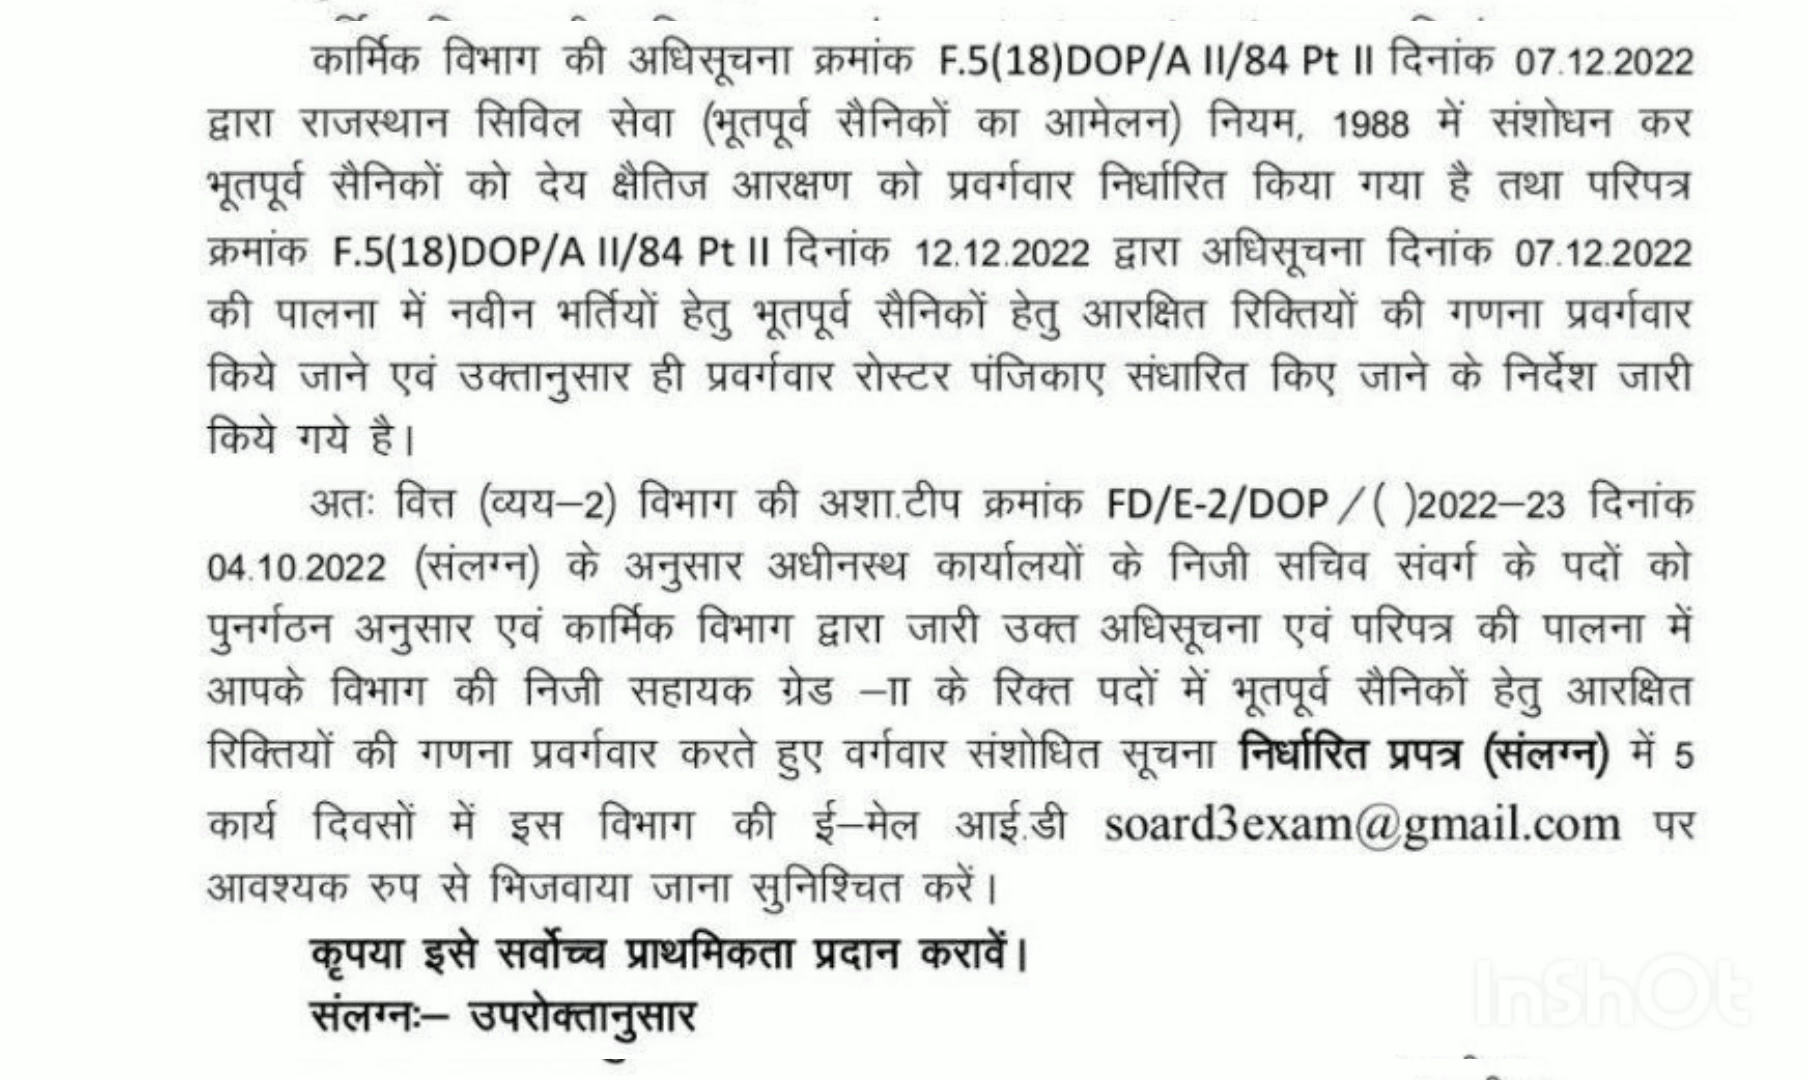 कार्मिक विभाग की अधिसूचना क्रमांक F.5(18)DOP/A II/84 Pt II दिनांक 07.12.2022
द्वारा राजस्थान सिविल सेवा (भूतपूर्व सैनिकों का आमेलन) नियम, 1988 में संशोधन कर
भूतपूर्व सैनिकों को देय क्षैतिज आरक्षण को प्रवर्गवार निर्धारित किया गया है तथा परिपत्र
क्रमांक F.5(18)DOP/A II/84 Pt II दिनांक 12.12.2022 द्वारा अधिसूचना दिनांक 07.12.2022
की पालना में नवीन भर्तियों हेतु भूतपूर्व सैनिकों हेतु आरक्षित रिक्तियों की गणना प्रवर्गवार
किये जाने एवं उक्तानुसार ही प्रवर्गवार रोस्टर पंजिकाए संधारित किए जाने के निर्देश जारी
किये गये है।
अतः वित्त (व्यय–2) विभाग की अशा.टीप क्रमांक FD/E-2/DOP /( )2022–23 दिनांक
04.10.2022 (संलग्न) के अनुसार अधीनस्थ कार्यालयों के निजी सचिव संवर्ग के पदों को
पुनर्गठन अनुसार एवं कार्मिक विभाग द्वारा जारी उक्त अधिसूचना एवं परिपत्र की पालना में
आपके विभाग की निजी सहायक ग्रेड –II के रिक्त पदों में भूतपूर्व सैनिकों हेतु आरक्षित
रिक्तियों की गणना प्रवर्गवार करते हुए वर्गवार संशोधित सूचना निर्धारित प्रपत्र (संलग्न) में 5
कार्य दिवसों में इस विभाग की ई–मेल आई.डी soard3exam@gmail.com पर
आवश्यक रुप से भिजवाया जाना सुनिश्चित करें।
कृपया इसे सर्वोच्च प्राथमिकता प्रदान करावें।
संलग्नः– उपरोक्तानुसार
InShOt